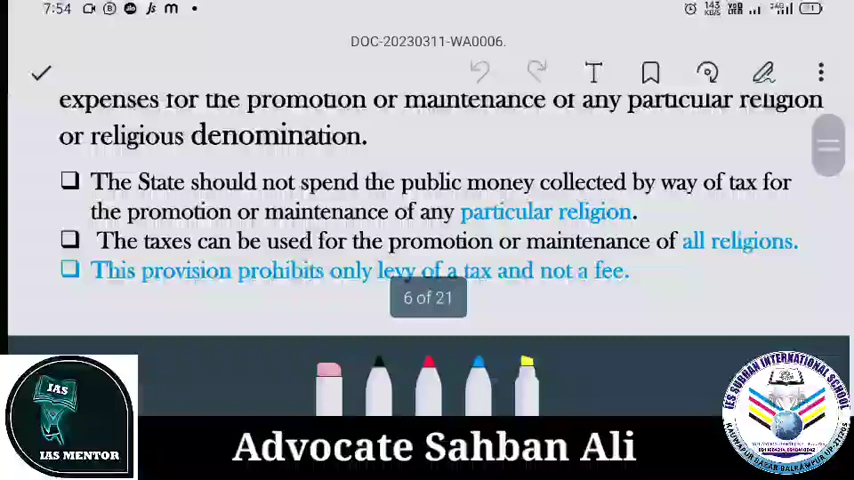 7:54
143
KB/S
DOC-20230311-WA0006.
expenses for the promotion or maintenance of any particular religion
or religious denomination.
❑ The State should not spend the public money collected by way of tax for
the promotion or maintenance of any particular religion.
❑ The taxes can be used for the promotion or maintenance of all religions.
❑ This provision prohibits only levy of a tax and not a fee.
6 of 21
IAS
IAS MENTOR
Advocate Sahban Ali
IES SUBHAN INTERNATIONAL SCHOOL